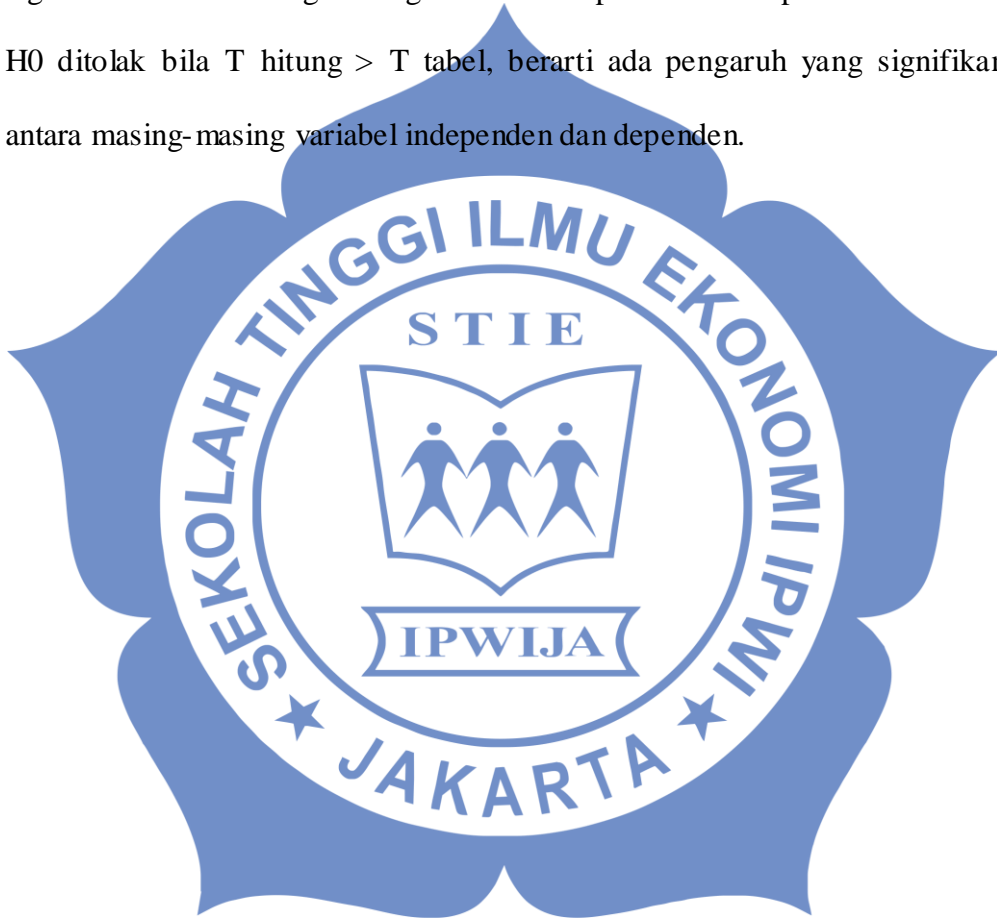 H0 ditolak bila T hitung > T tabel, berarti ada pengaruh yang signifikan
antara masing-masing variabel independen dan dependen.
SEKOLAH TINGGI ILMU EKONOMI IPWI
STIE
IPWIJA
★ JAKARTA ★